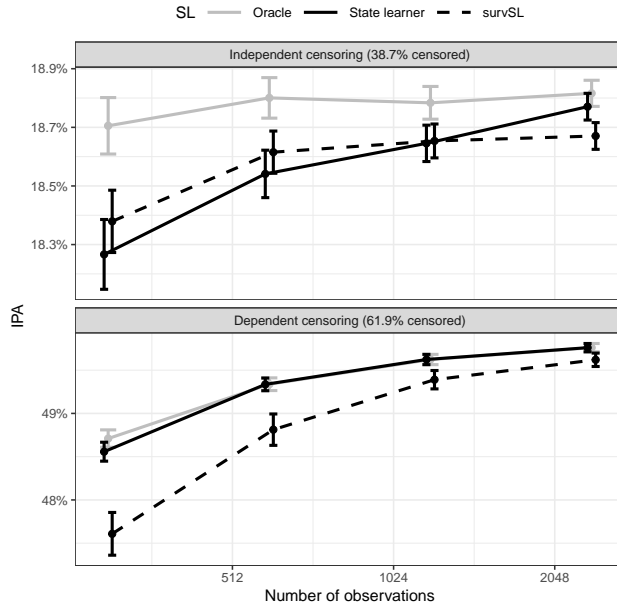 SL Oracle State learner survSL
Independent censoring (38.7% censored)
18.9%
18.7%
18.5%
18.3%
IPA
Dependent censoring (61.9% censored)
49%
48%
512 1024 2048
Number of observations